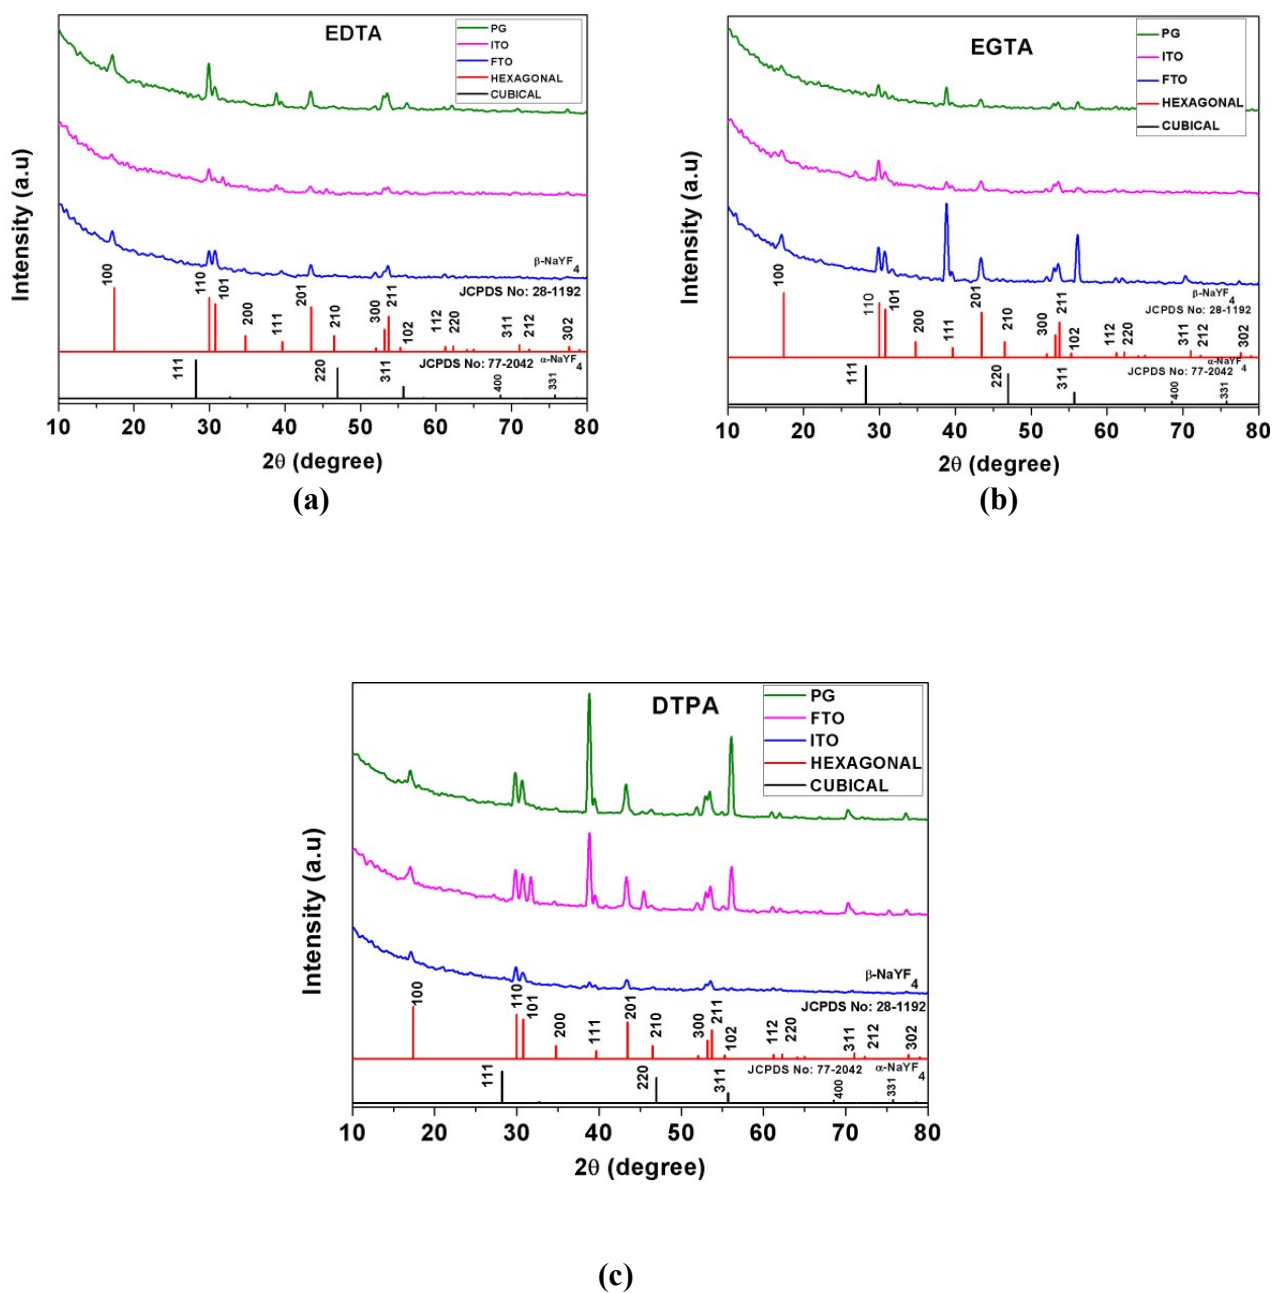 EDTA
PG
ITO
FTO
HEXAGONAL
CUBICAL
Intensity (a.u)
β-NaYF4
JCPDS No: 28-1192
100
110
101
200
111
201
210
300
211
102
112
220
311
212
302
JCPDS No: 77-2042 α-NaYF4
111
220
311
400
331
10 20 30 40 50 60 70 80
2θ (degree)
(a)
EGTA
PG
ITO
FTO
HEXAGONAL
CUBICAL
Intensity (a.u)
β-NaYF4
JCPDS No: 28-1192
100
110
101
200
111
201
210
300
211
102
112
220
311
212
302
α-NaYF4
JCPDS No: 77-2042
111
220
311
400
331
10 20 30 40 50 60 70 80
2θ (degree)
(b)
DTPA
PG
FTO
ITO
HEXAGONAL
CUBICAL
Intensity (a.u)
β-NaYF4
JCPDS No: 28-1192
100
110
101
200
111
201
210
300
211
102
112
220
311
212
302
JCPDS No: 77-2042 α-NaYF4
111
220
311
400
331
10 20 30 40 50 60 70 80
2θ (degree)
(c)